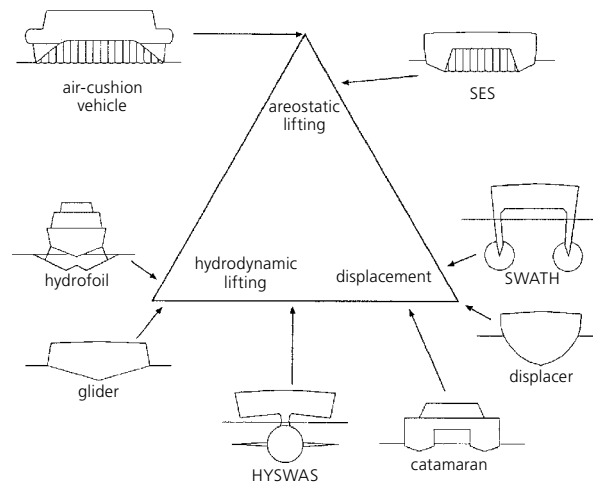 air-cushion
vehicle
SES
areostatic
lifting
hydrodynamic
lifting
displacement
hydrofoil
SWATH
glider
displacer
HYSWAS
catamaran